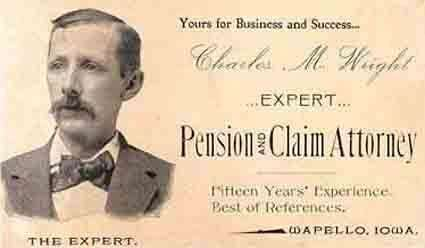 Yours for Business and Success...
Charles M. Wright
...EXPERT...
Pension AND Claim Attorney
Fifteen Years' Experience.
Best of References.
WAPELLO, IOWA.
THE EXPERT.